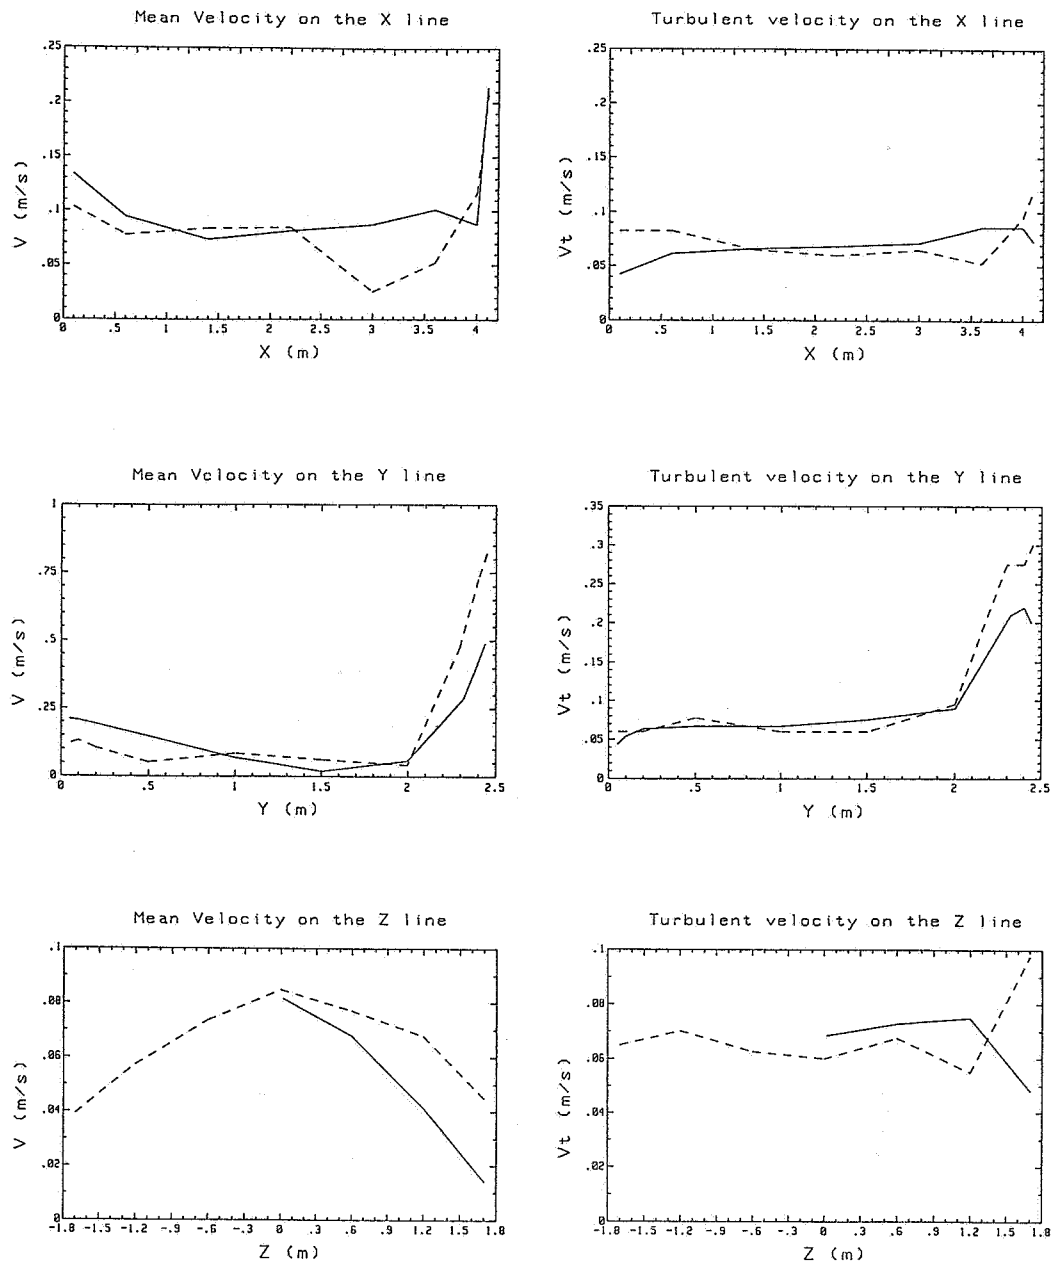 Mean Velocity on the X line
.25
.2
.15
.1
.05
0
V (m/s)
0 .5 1 1.5 2 2.5 3 3.5 4
X (m)
Turbulent velocity on the X line
.25
.2
.15
.1
.05
0
Vt (m/s)
0 .5 1 1.5 2 2.5 3 3.5 4
X (m)
Mean Velocity on the Y line
1
.75
.5
.25
0
V (m/s)
0 .5 1 1.5 2 2.5
Y (m)
Turbulent velocity on the Y line
.35
.3
.25
.2
.15
.1
.05
0
Vt (m/s)
0 .5 1 1.5 2 2.5
Y (m)
Mean Velocity on the Z line
.1
.08
.06
.04
.02
0
V (m/s)
-1.8 -1.5 -1.2 -.9 -.6 -.3 0 .3 .6 .9 1.2 1.5 1.8
Z (m)
Turbulent velocity on the Z line
.1
.08
.06
.04
.02
0
Vt (m/s)
-1.8 -1.5 -1.2 -.9 -.6 -.3 0 .3 .6 .9 1.2 1.5 1.8
Z (m)